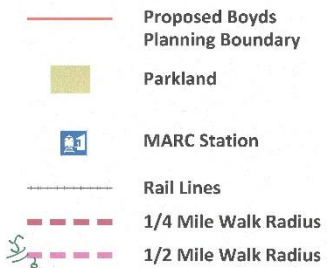 Proposed Boyds
Planning Boundary
Parkland
MARC Station
Rail Lines
1/4 Mile Walk Radius
1/2 Mile Walk Radius